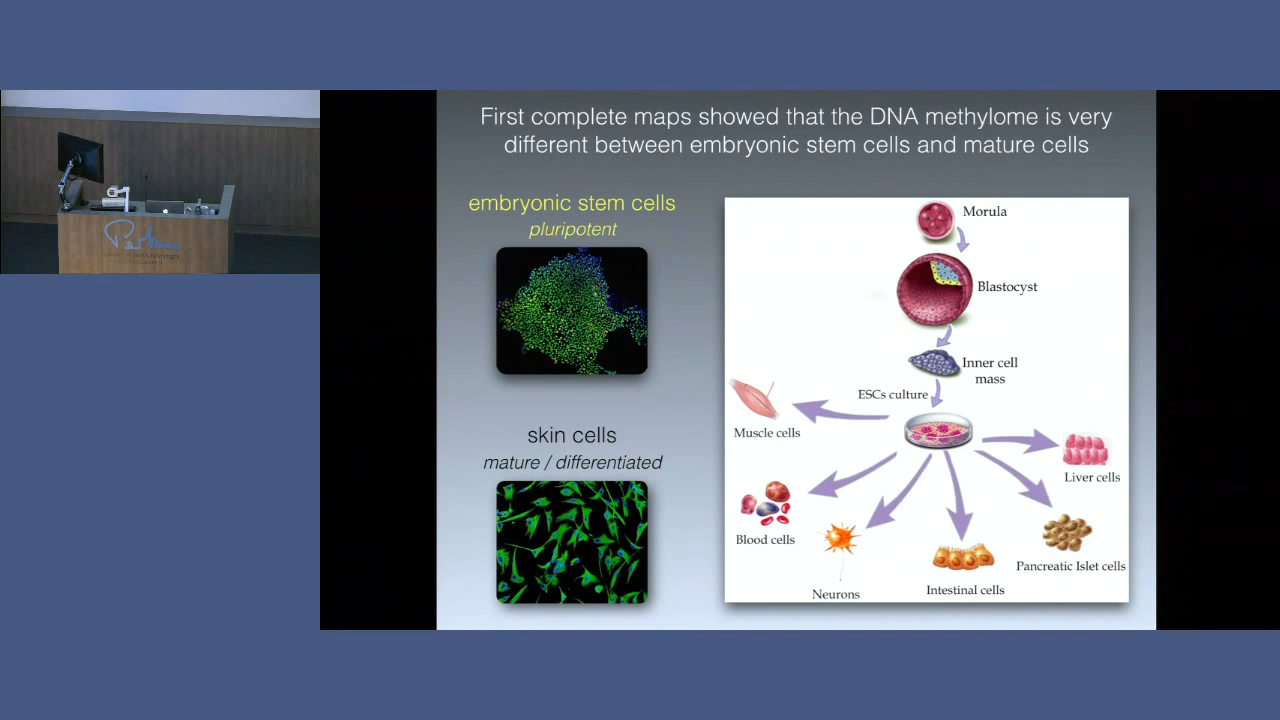 First complete maps showed that the DNA methylome is very
different between embryonic stem cells and mature cells
embryonic stem cells
pluripotent
skin cells
mature / differentiated
Morula
Blastocyst
Inner cell
mass
ESCs culture
Muscle cells
Liver cells
Blood cells
Pancreatic Islet cells
Intestinal cells
Neurons
Perkins